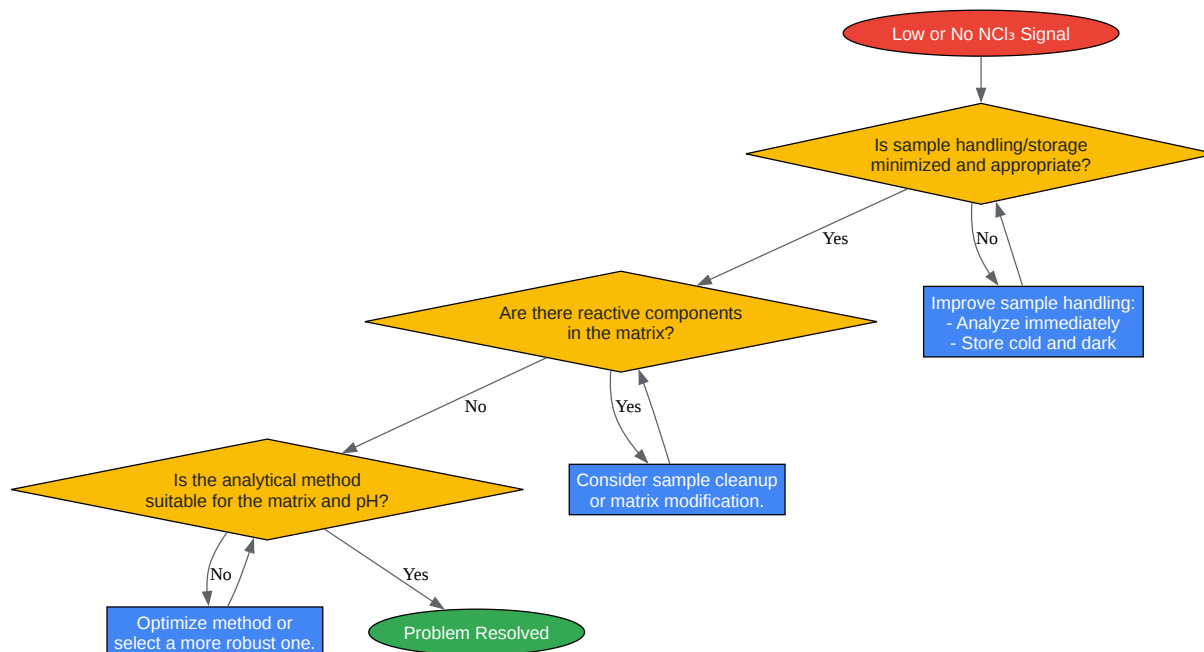 Low or No NCl₃ Signal
Is sample handling/storage
minimized and appropriate?
Yes
No
Improve sample handling:
- Analyze immediately
- Store cold and dark
Are there reactive components
in the matrix?
No
Yes
Consider sample cleanup
or matrix modification.
Is the analytical method
suitable for the matrix and pH?
No
Yes
Optimize method or
select a more robust one.
Problem Resolved